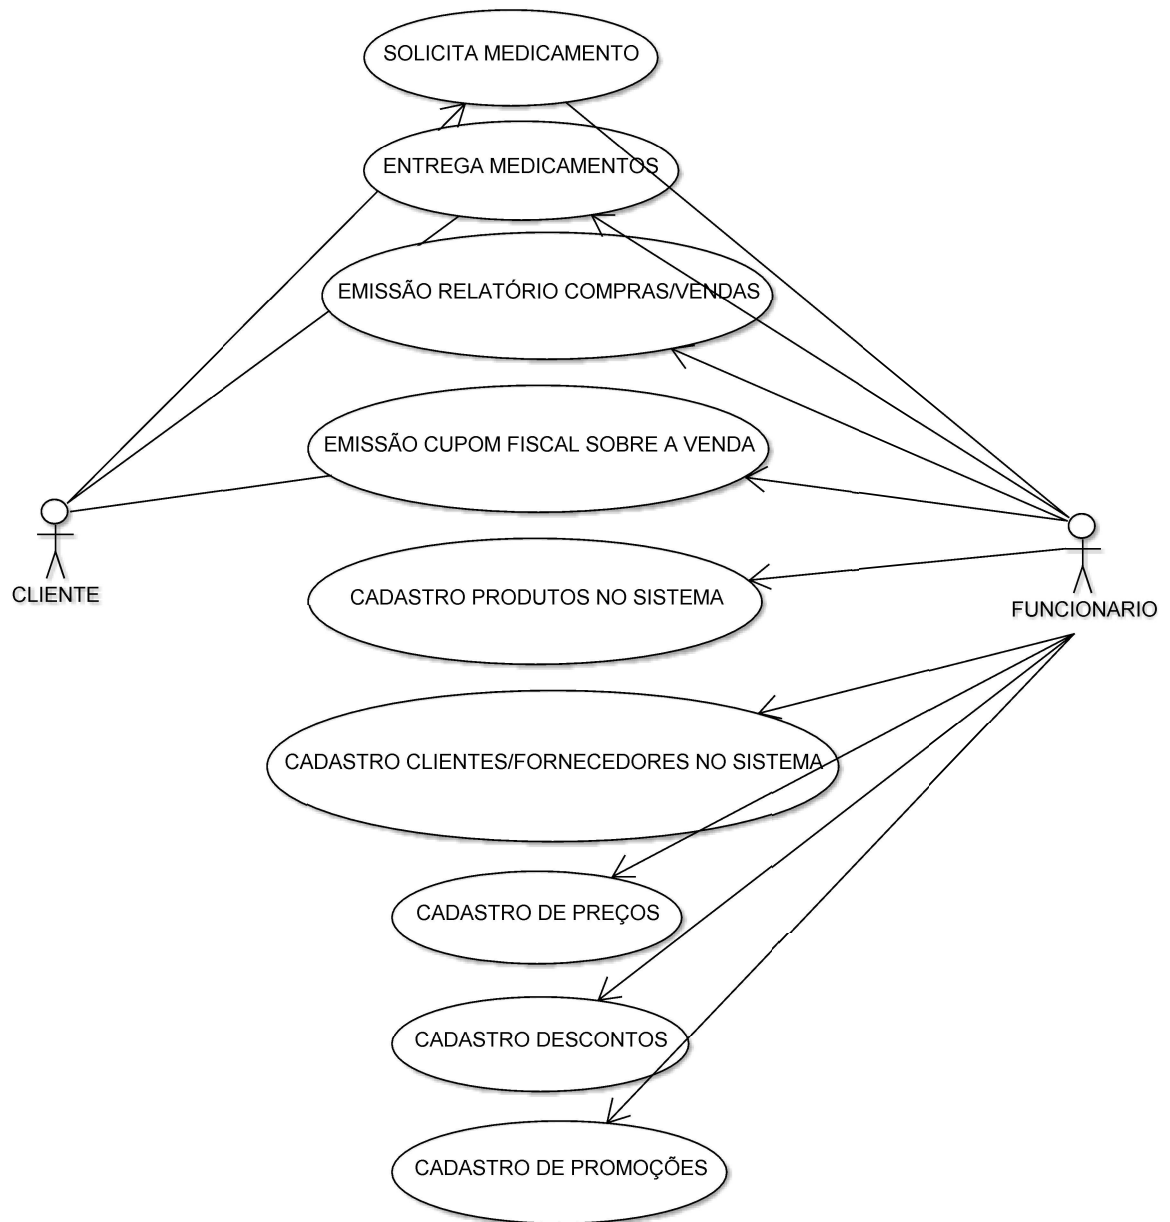 SOLICITA MEDICAMENTO
ENTREGA MEDICAMENTOS
EMISSÃO RELATÓRIO COMPRAS/VENDAS
EMISSÃO CUPOM FISCAL SOBRE A VENDA
CLIENTE
CADASTRO PRODUTOS NO SISTEMA
FUNCIONARIO
CADASTRO CLIENTES/FORNECEDORES NO SISTEMA
CADASTRO DE PREÇOS
CADASTRO DESCONTOS
CADASTRO DE PROMOÇÕES